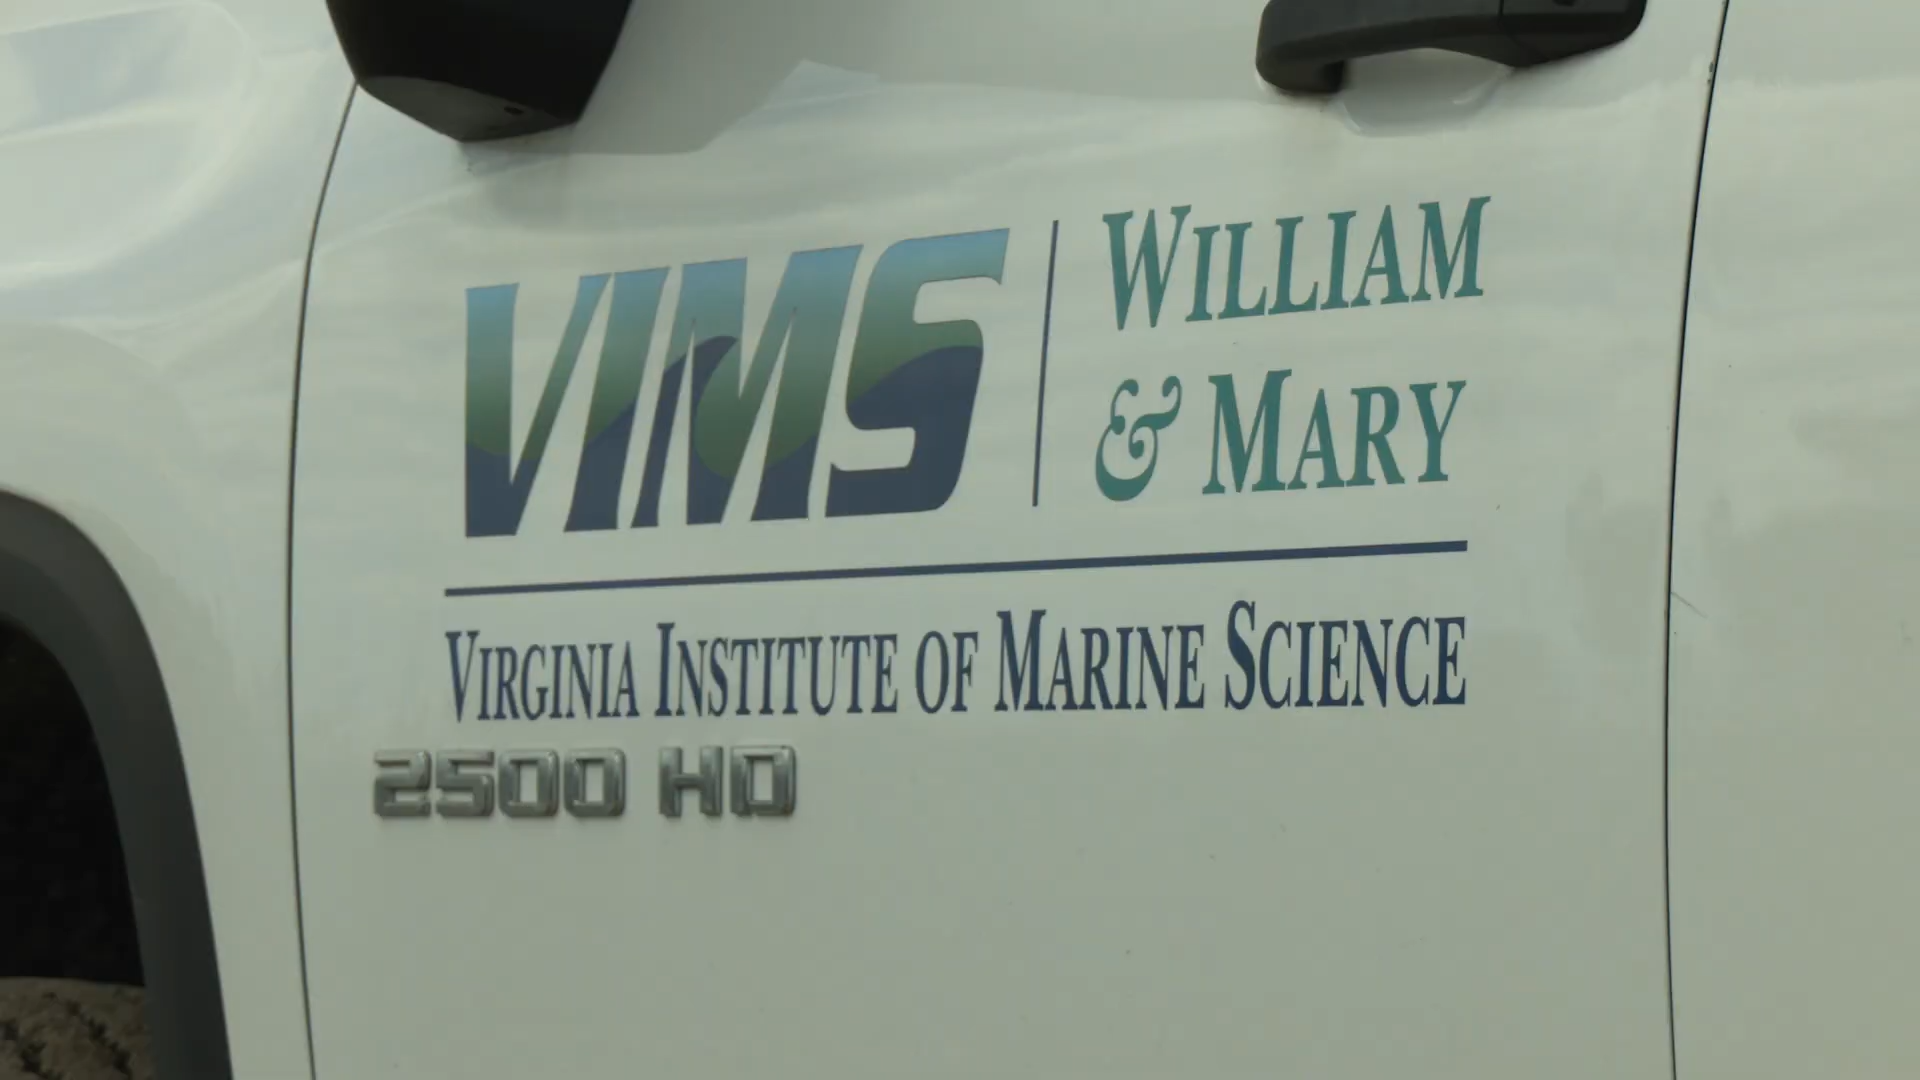 VIMS
WILLIAM
& MARY
VIRGINIA INSTITUTE OF MARINE SCIENCE
2500 HD